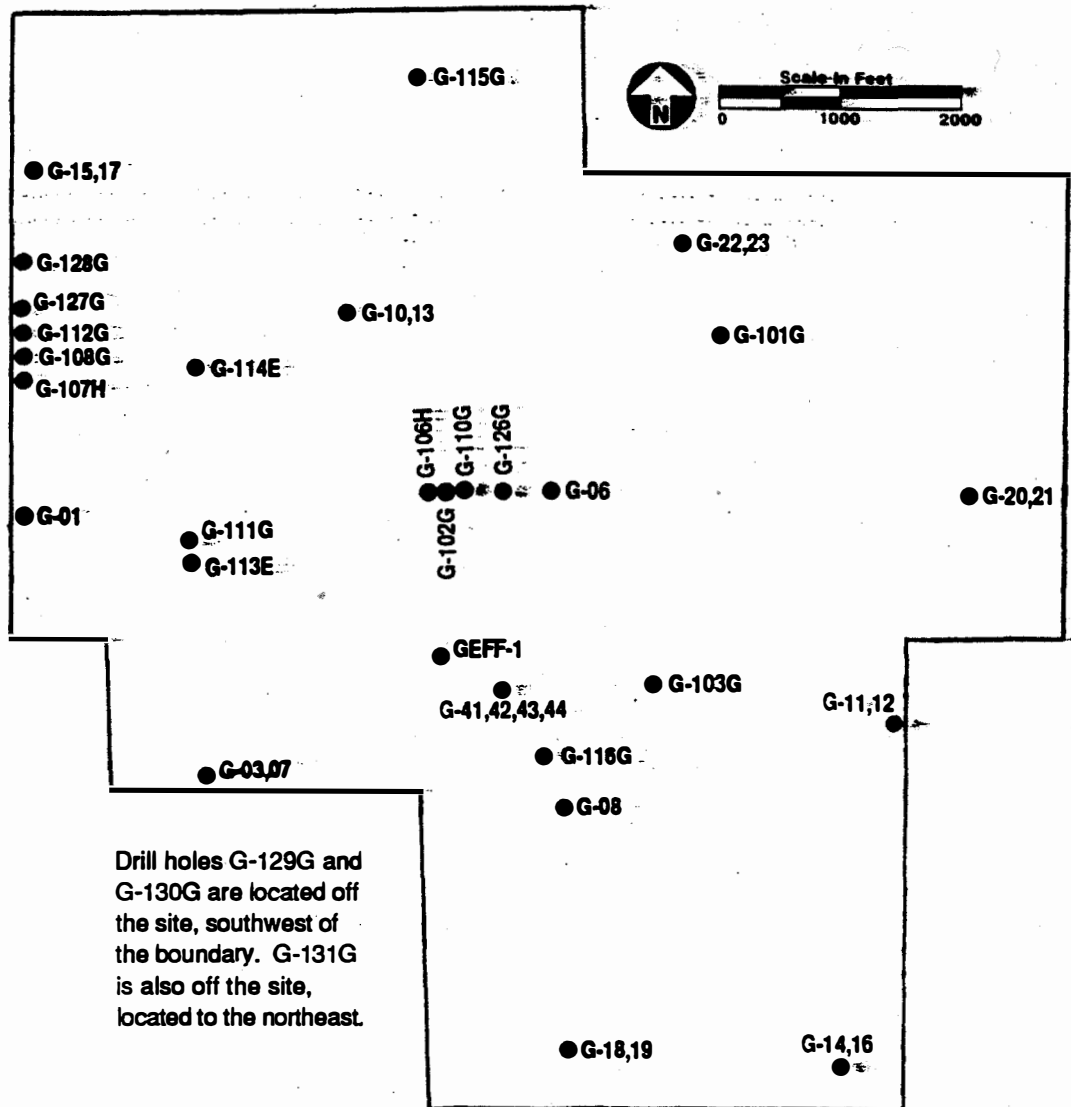 G-115G
Scale in Feet
N
0 1000 2000
G-15,17
G-22,23
G-128G
G-127G
G-10,13
G-112G
G-101G
G-108G
G-114E
G-107H
G-106H
G-110G
G-126G
G-06
G-20,21
G-01
G-111G
G-102G
G-113E
GEFF-1
G-103G
G-11,12
G-41,42,43,44
G-116G
G-03,07
G-08
Drill holes G-129G and
G-130G are located off
the site, southwest of
the boundary. G-131G
is also off the site,
located to the northeast.
G-18,19
G-14,16